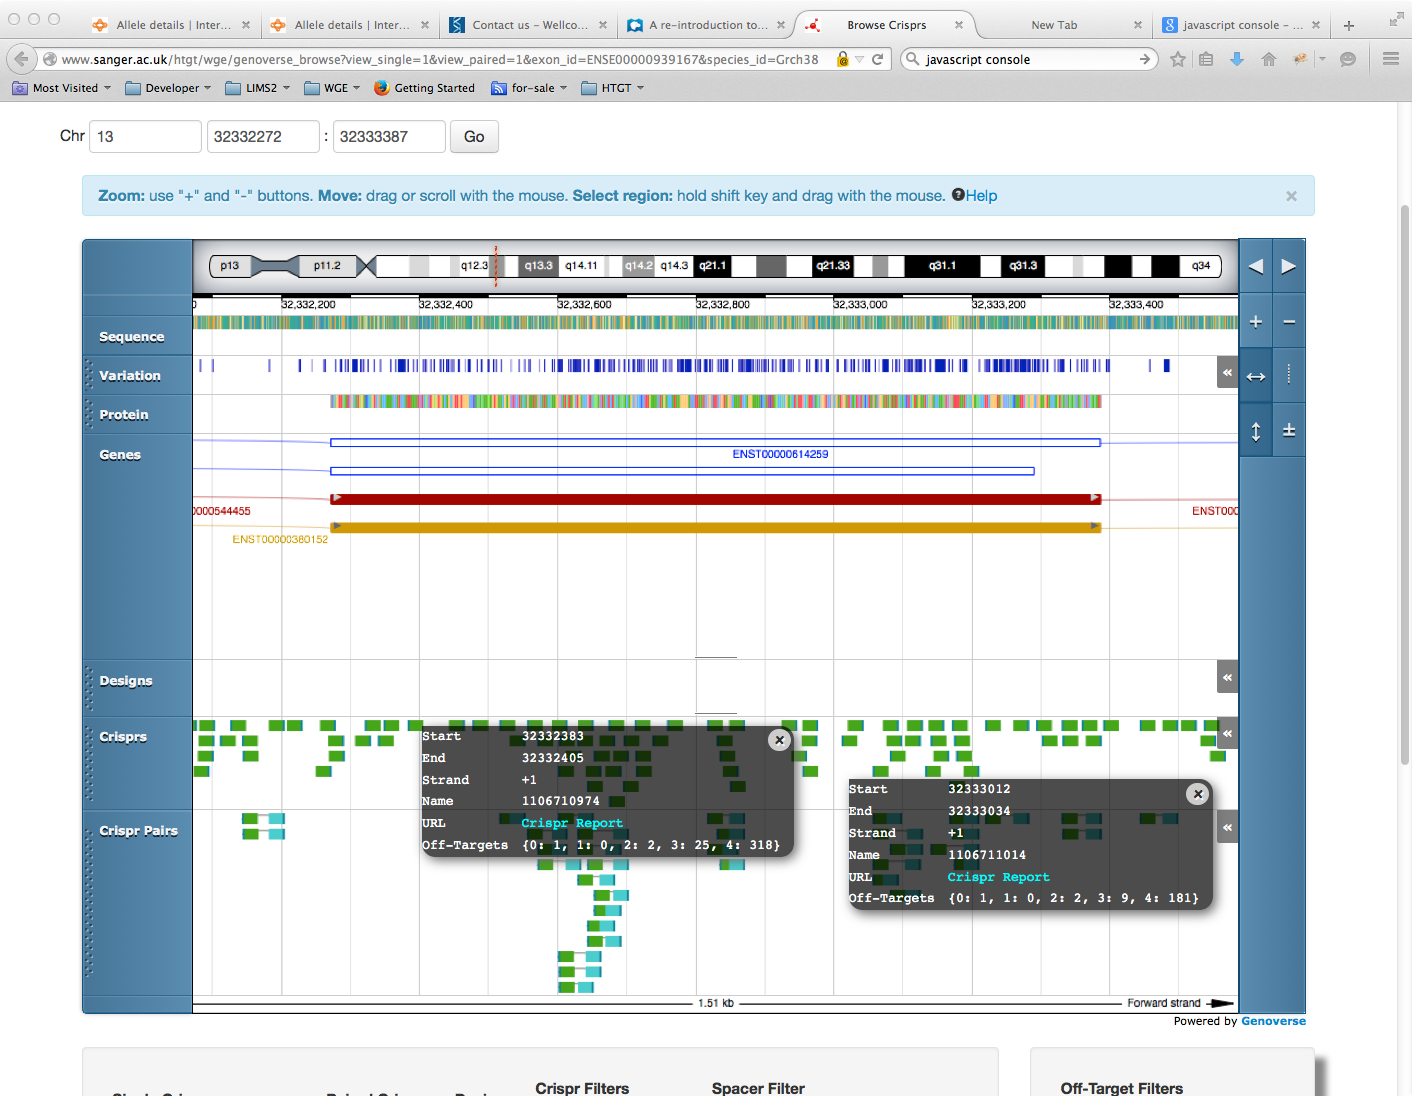 Allele details | Inter...
Allele details | Inter...
Contact us – Wellco...
A re-introduction to...
Browse Crisprs
New Tab
javascript console – ...
www.sanger.ac.uk/htgt/wge/genoverse_browse?view_single=1&view_paired=1&exon_id=ENSE00000939167&species_id=Grch38
javascript console
Most Visited
Developer
LIMS2
WGE
Getting Started
for-sale
HTGT
Chr 13 32332272 : 32333387 Go
Zoom: use "+" and "-" buttons. Move: drag or scroll with the mouse. Select region: hold shift key and drag with the mouse. Help
p13 p11.2 q12.3 q13.3 q14.11 q14.2 q14.3 q21.1 q21.33 q31.1 q31.3 q34
32,332,200 32,332,400 32,332,600 32,332,800 32,333,000 32,333,200 32,333,400
Sequence
Variation
Protein
Genes
ENST00000614259
0000544455
ENST000
ENST00000380152
Designs
Crisprs
Start 32332383
End 32332405
Strand +1
Name 1106710974
URL Crispr Report
Off-Targets {0: 1, 1: 0, 2: 2, 3: 25, 4: 318}
Start 32333012
End 32333034
Strand +1
Name 1106711014
URL Crispr Report
Off-Targets {0: 1, 1: 0, 2: 2, 3: 9, 4: 181}
Crispr Pairs
1.51 kb
Forward strand
Powered by Genoverse
Crispr Filters
Spacer Filter
Off-Target Filters